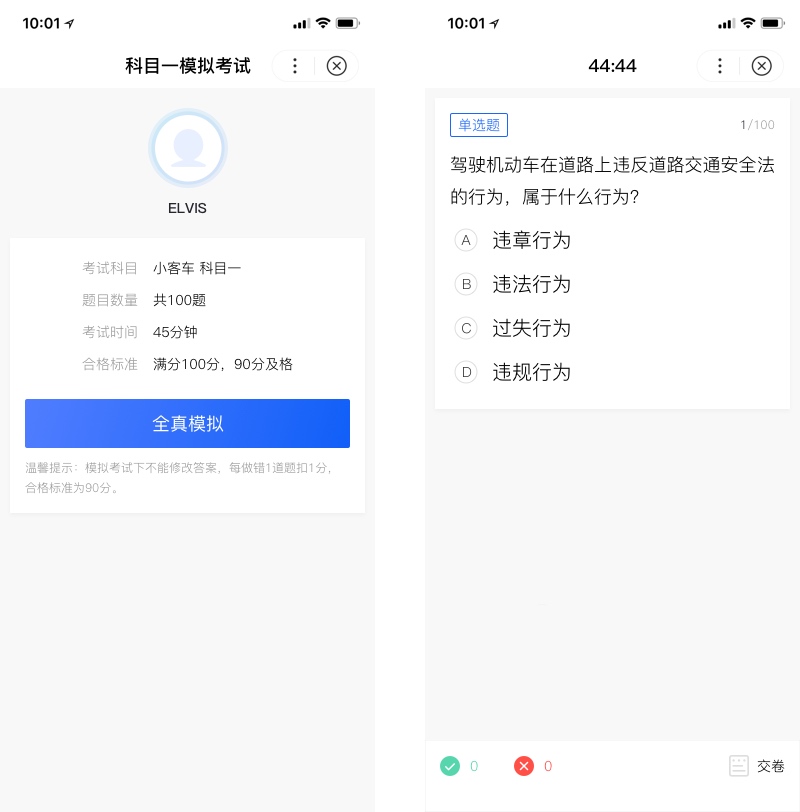 10:01
科目一模拟考试
ELVIS
考试科目 小客车 科目一
题目数量 共100题
考试时间 45分钟
合格标准 满分100分，90分及格
全真模拟
温馨提示：模拟考试下不能修改答案，每做错1道题扣1分，
合格标准为90分。
10:01
44:44
单选题 1/100
驾驶机动车在道路上违反道路交通安全法
的行为，属于什么行为?
A 违章行为
B 违法行为
C 过失行为
D 违规行为
0 0 交卷